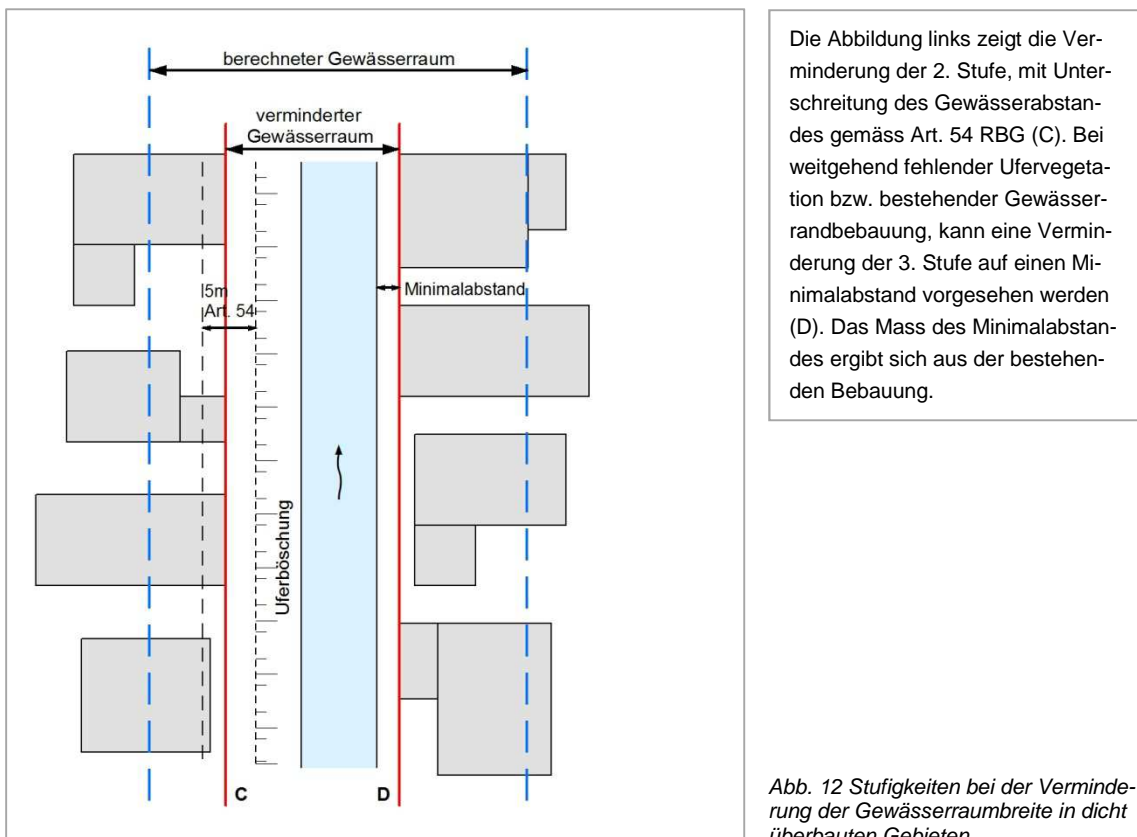 berechneter Gewässerraum
verminderter
Gewässerraum
5m
Art. 54
Minimalabstand
Uferböschung
C
D
Die Abbildung links zeigt die Ver-
minderung der 2. Stufe, mit Unter-
schreitung des Gewässerabstan-
des gemäss Art. 54 RBG (C). Bei
weitgehend fehlender Ufervegeta-
tion bzw. bestehender Gewässer-
randbebauung, kann eine Vermin-
derung der 3. Stufe auf einen Mi-
nimalabstand vorgesehen werden
(D). Das Mass des Minimalabstan-
des ergibt sich aus der bestehen-
den Bebauung.
Abb. 12 Stufigkeiten bei der Verminde-
rung der Gewässerraumbreite in dicht
überbauten Gebieten